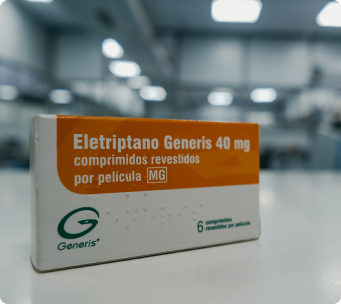 Eletriptano Generis 40 mg
comprimidos revestidos
por película MG
Generis®
6 comprimidos
revestidos por película